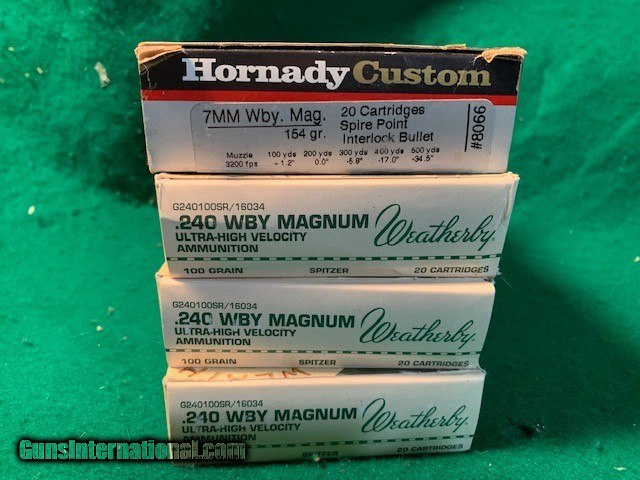 Hornady Custom
7MM Wby. Mag.
154 gr.
20 Cartridges
Spire Point
Interlock Bullet
#8066
Muzzle 100 yds 200 yds 300 yds 400 yds 500 yds
3200 fps +1.2" 0.0" -5.8" -17.0" -34.5"
G240100SR/16034
.240 WBY MAGNUM
ULTRA-HIGH VELOCITY
AMMUNITION
Weatherby
100 GRAIN SPITZER 20 CARTRIDGES
G240100SR/16034
.240 WBY MAGNUM
ULTRA-HIGH VELOCITY
AMMUNITION
Weatherby
100 GRAIN SPITZER 20 CARTRIDGES
G240100SR/16034
.240 WBY MAGNUM
ULTRA-HIGH VELOCITY
AMMUNITION
Weatherby
SPITZER 20 CARTRIDGES
GunsInternational.com